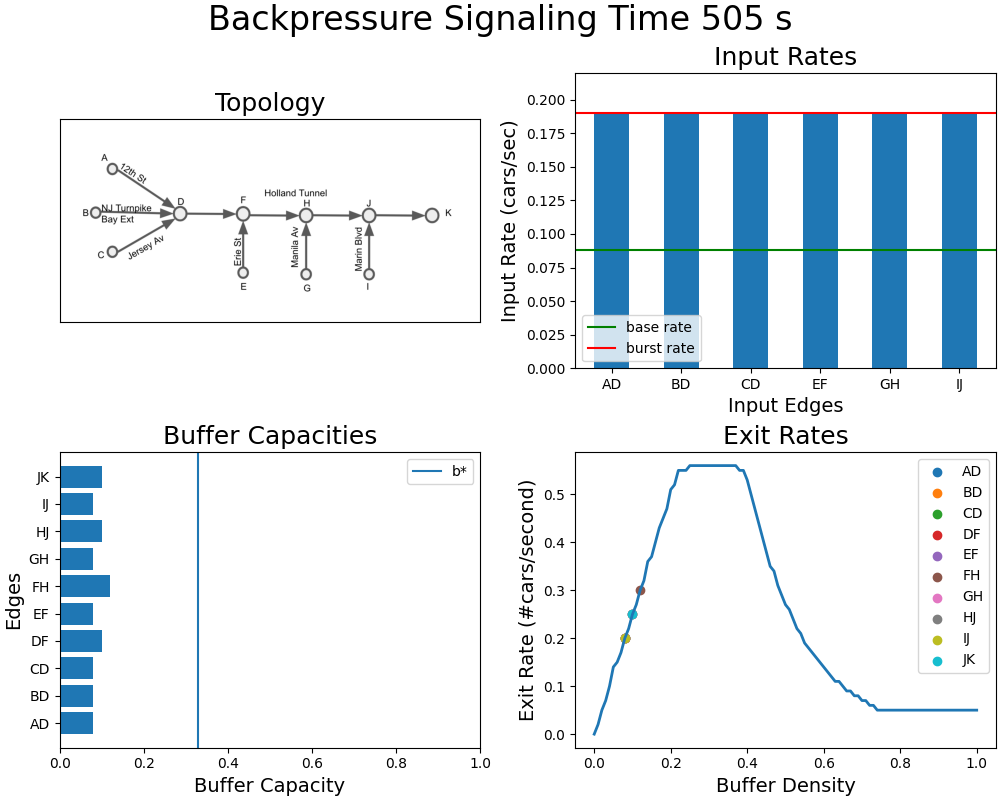 Backpressure Signaling Time 505 s
Topology
A
12th St
B
NJ Turnpike
Bay Ext
C
Jersey Av
D
F
Holland Tunnel
H
J
K
Erie St
Manila Av
Marin Blvd
E
G
I
Input Rates
Input Rate (cars/sec)
0.200
0.175
0.150
0.125
0.100
0.075
0.050
0.025
0.000
base rate
burst rate
AD BD CD EF GH IJ
Input Edges
Buffer Capacities
Edges
JK
IJ
HJ
GH
FH
EF
DF
CD
BD
AD
b*
0.0 0.2 0.4 0.6 0.8 1.0
Buffer Capacity
Exit Rates
Exit Rate (#cars/second)
0.5
0.4
0.3
0.2
0.1
0.0
AD
BD
CD
DF
EF
FH
GH
HJ
IJ
JK
0.0 0.2 0.4 0.6 0.8 1.0
Buffer Density